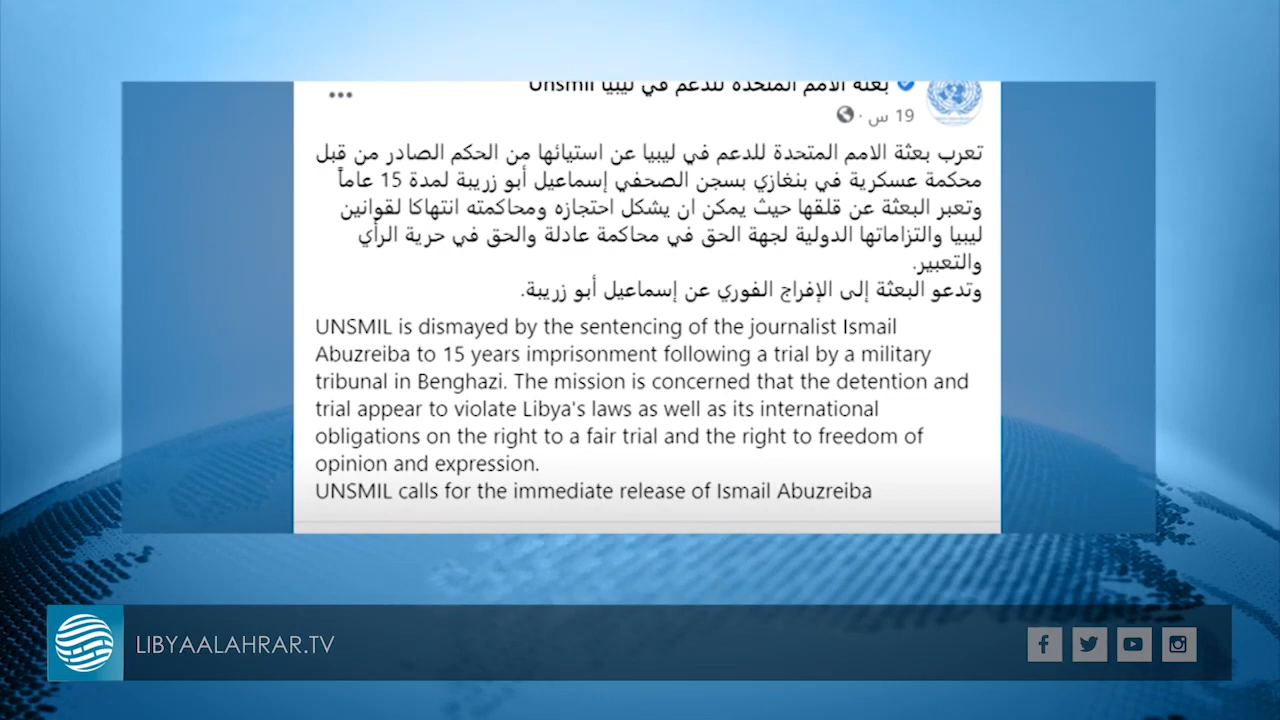 بعثة الامم المتحدة للدعم في ليبيا Unsmil
19 س ·
تعرب بعثة الامم المتحدة للدعم في ليبيا عن استيائها من الحكم الصادر من قبل
محكمة عسكرية في بنغازي بسجن الصحفي إسماعيل أبو زريبة لمدة 15 عاماً
وتعبر البعثة عن قلقها حيث يمكن ان يشكل احتجازه ومحاكمته انتهاكا لقوانين
ليبيا والتزاماتها الدولية لجهة الحق في محاكمة عادلة والحق في حرية الرأي
والتعبير.
وتدعو البعثة إلى الإفراج الفوري عن إسماعيل أبو زريبة.
UNSMIL is dismayed by the sentencing of the journalist Ismail
Abuzreiba to 15 years imprisonment following a trial by a military
tribunal in Benghazi. The mission is concerned that the detention and
trial appear to violate Libya's laws as well as its international
obligations on the right to a fair trial and the right to freedom of
opinion and expression.
UNSMIL calls for the immediate release of Ismail Abuzreiba
LIBYAALAHRAR.TV